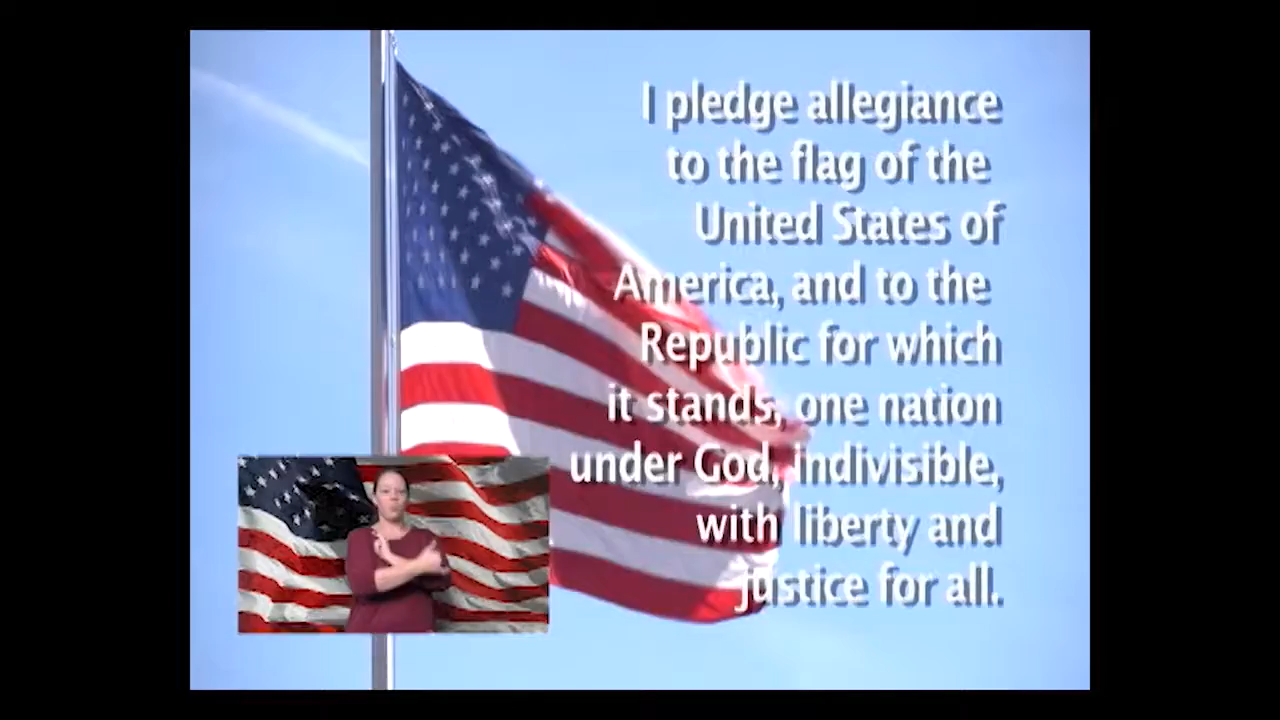 I pledge allegiance
to the flag of the
United States of
America, and to the
Republic for which
it stands, one nation
under God, indivisible,
with liberty and
justice for all.